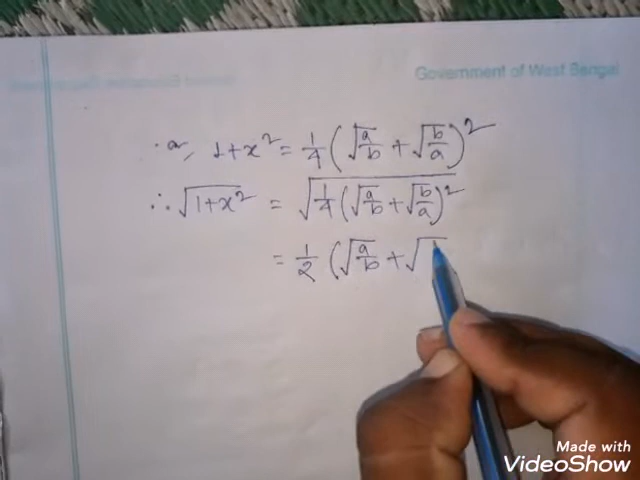 Government of West Bengal
বা, 1+x² = 1/4 (√(a/b) + √(b/a))²
∴ √(1+x²) = √(1/4 (√(a/b) + √(b/a))²)
= 1/2 (√(a/b) + √
Made with
VideoShow